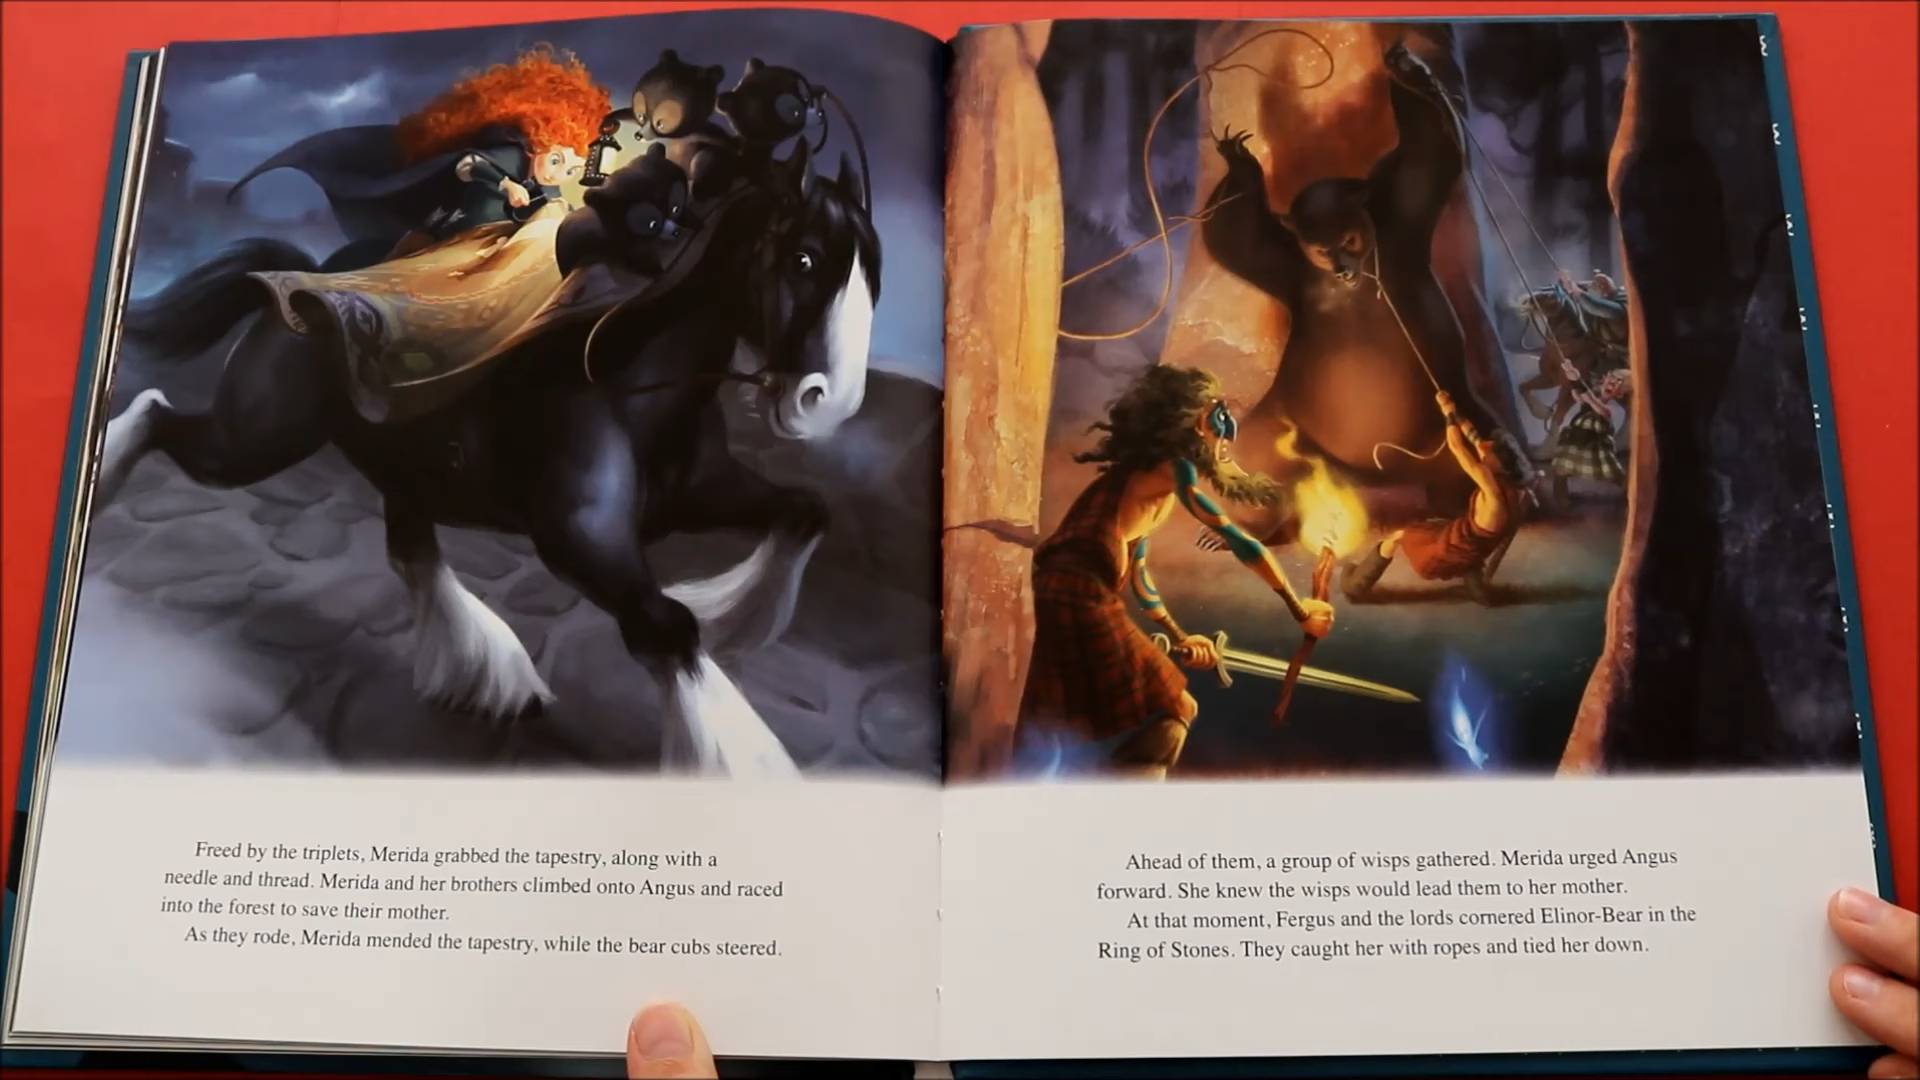 Freed by the triplets, Merida grabbed the tapestry, along with a
needle and thread. Merida and her brothers climbed onto Angus and raced
into the forest to save their mother.
As they rode, Merida mended the tapestry, while the bear cubs steered.
Ahead of them, a group of wisps gathered. Merida urged Angus
forward. She knew the wisps would lead them to her mother.
At that moment, Fergus and the lords cornered Elinor-Bear in the
Ring of Stones. They caught her with ropes and tied her down.